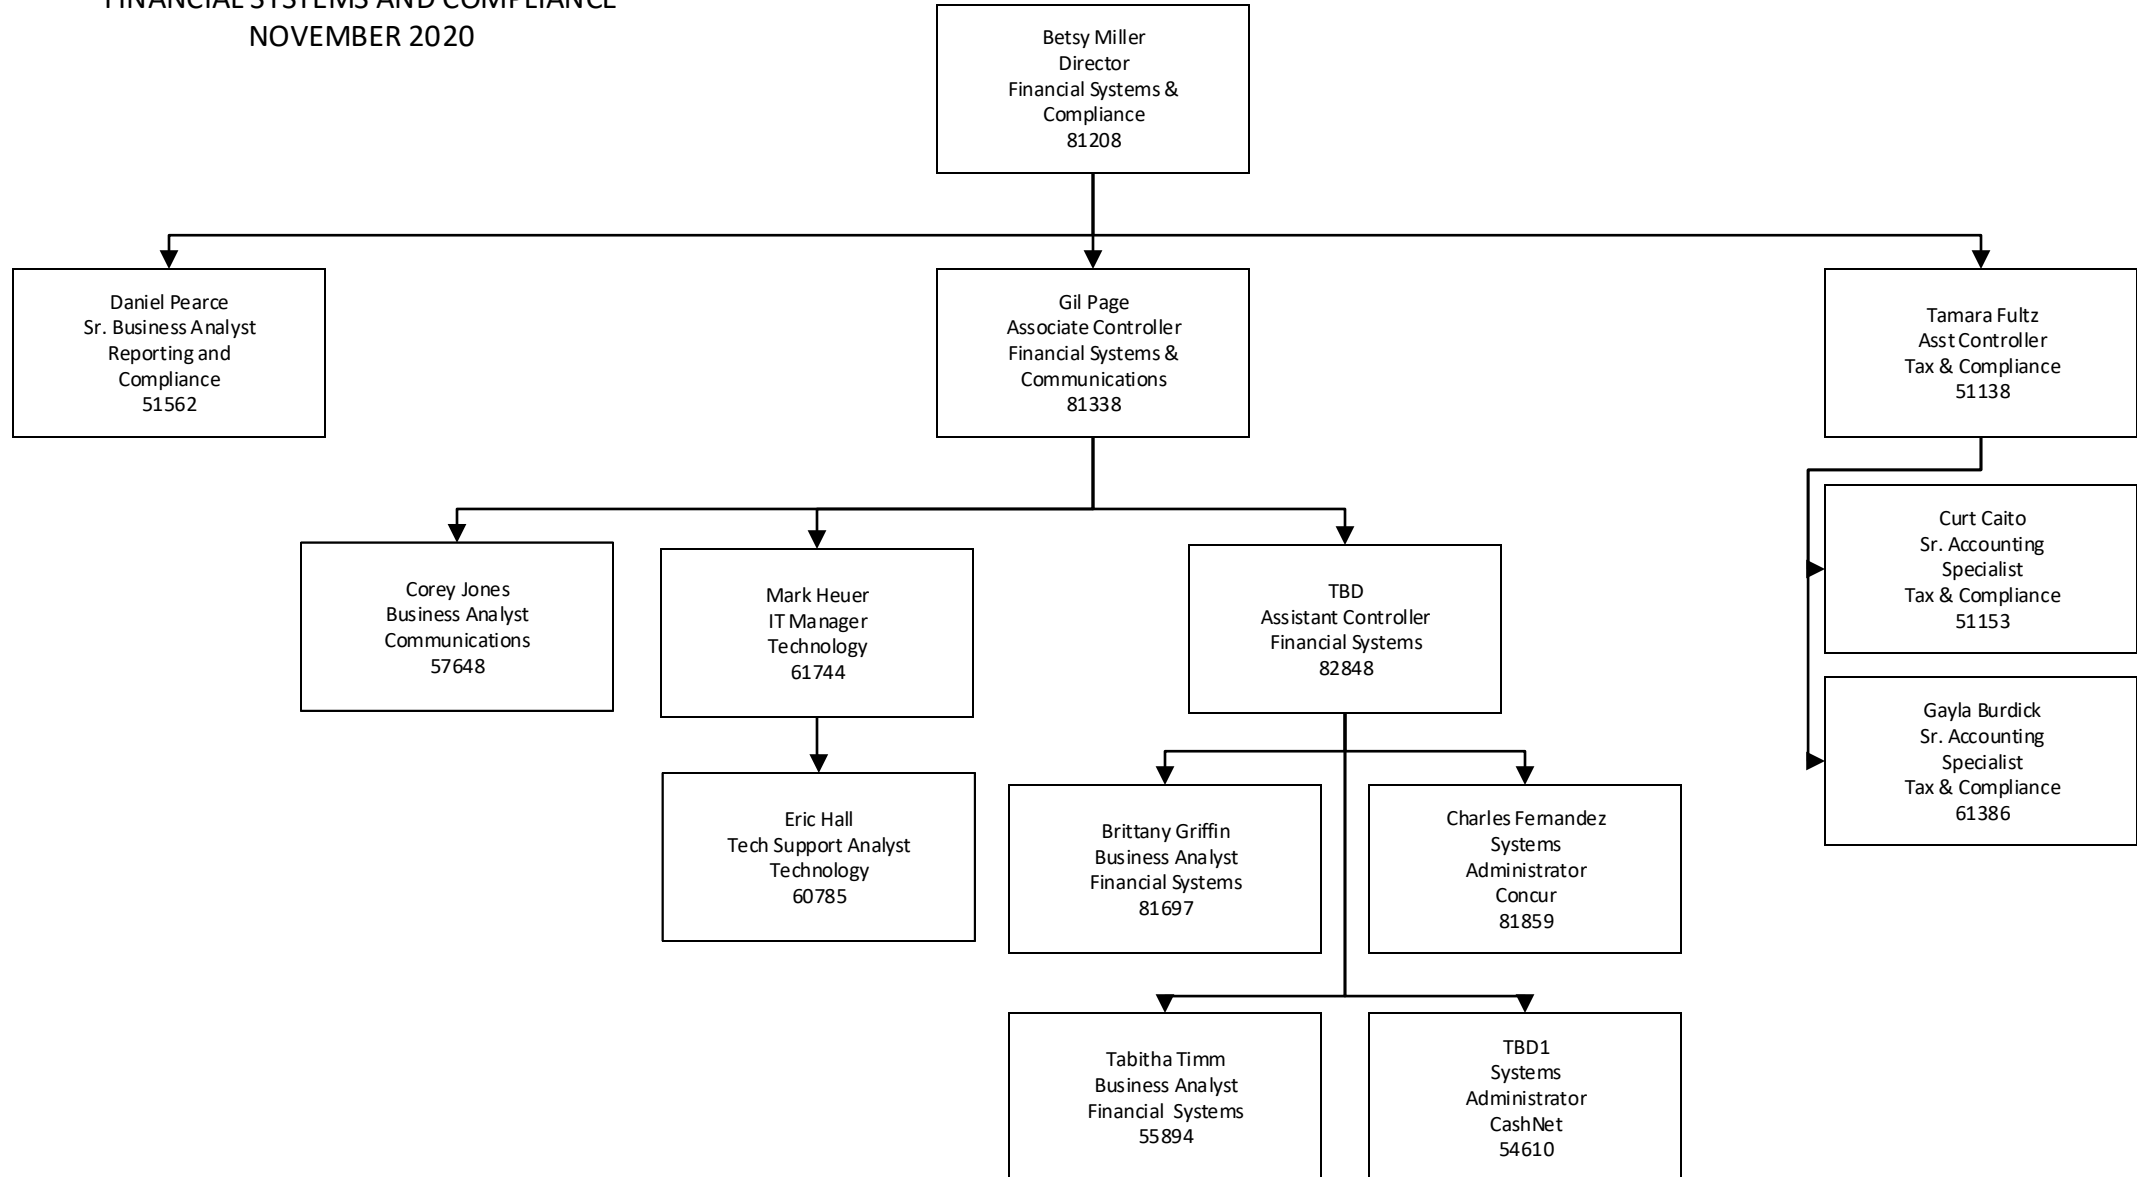 FINANCIAL SYSTEMS AND COMPLIANCE
NOVEMBER 2020
Betsy Miller
Director
Financial Systems &
Compliance
81208
Daniel Pearce
Sr. Business Analyst
Reporting and
Compliance
51562
Gil Page
Associate Controller
Financial Systems &
Communications
81338
Tamara Fultz
Asst Controller
Tax & Compliance
51138
Curt Caito
Sr. Accounting
Specialist
Tax & Compliance
51153
Corey Jones
Business Analyst
Communications
57648
Mark Heuer
IT Manager
Technology
61744
TBD
Assistant Controller
Financial Systems
82848
Gayla Burdick
Sr. Accounting
Specialist
Tax & Compliance
61386
Eric Hall
Tech Support Analyst
Technology
60785
Brittany Griffin
Business Analyst
Financial Systems
81697
Charles Fernandez
Systems
Administrator
Concur
81859
Tabitha Timm
Business Analyst
Financial Systems
55894
TBD1
Systems
Administrator
CashNet
54610